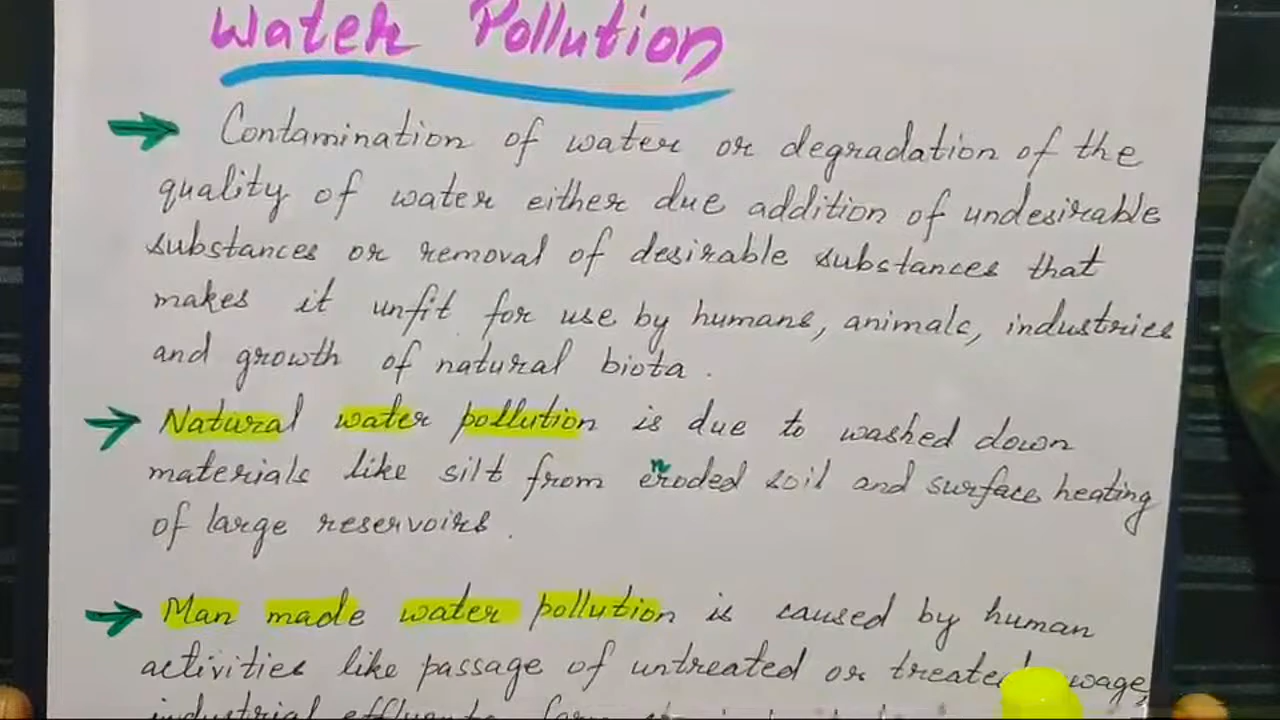 Water Pollution
Contamination of water or degradation of the
quality of water either due addition of undesirable
substances or removal of desirable substances that
makes it unfit for use by humans, animals, industries
and growth of natural biota.
Natural water pollution is due to washed down
materials like silt from eroded soil and surface heating
of large reservoirs.
Man made water pollution is caused by human
activities like passage of untreated or treated
industrial effluents